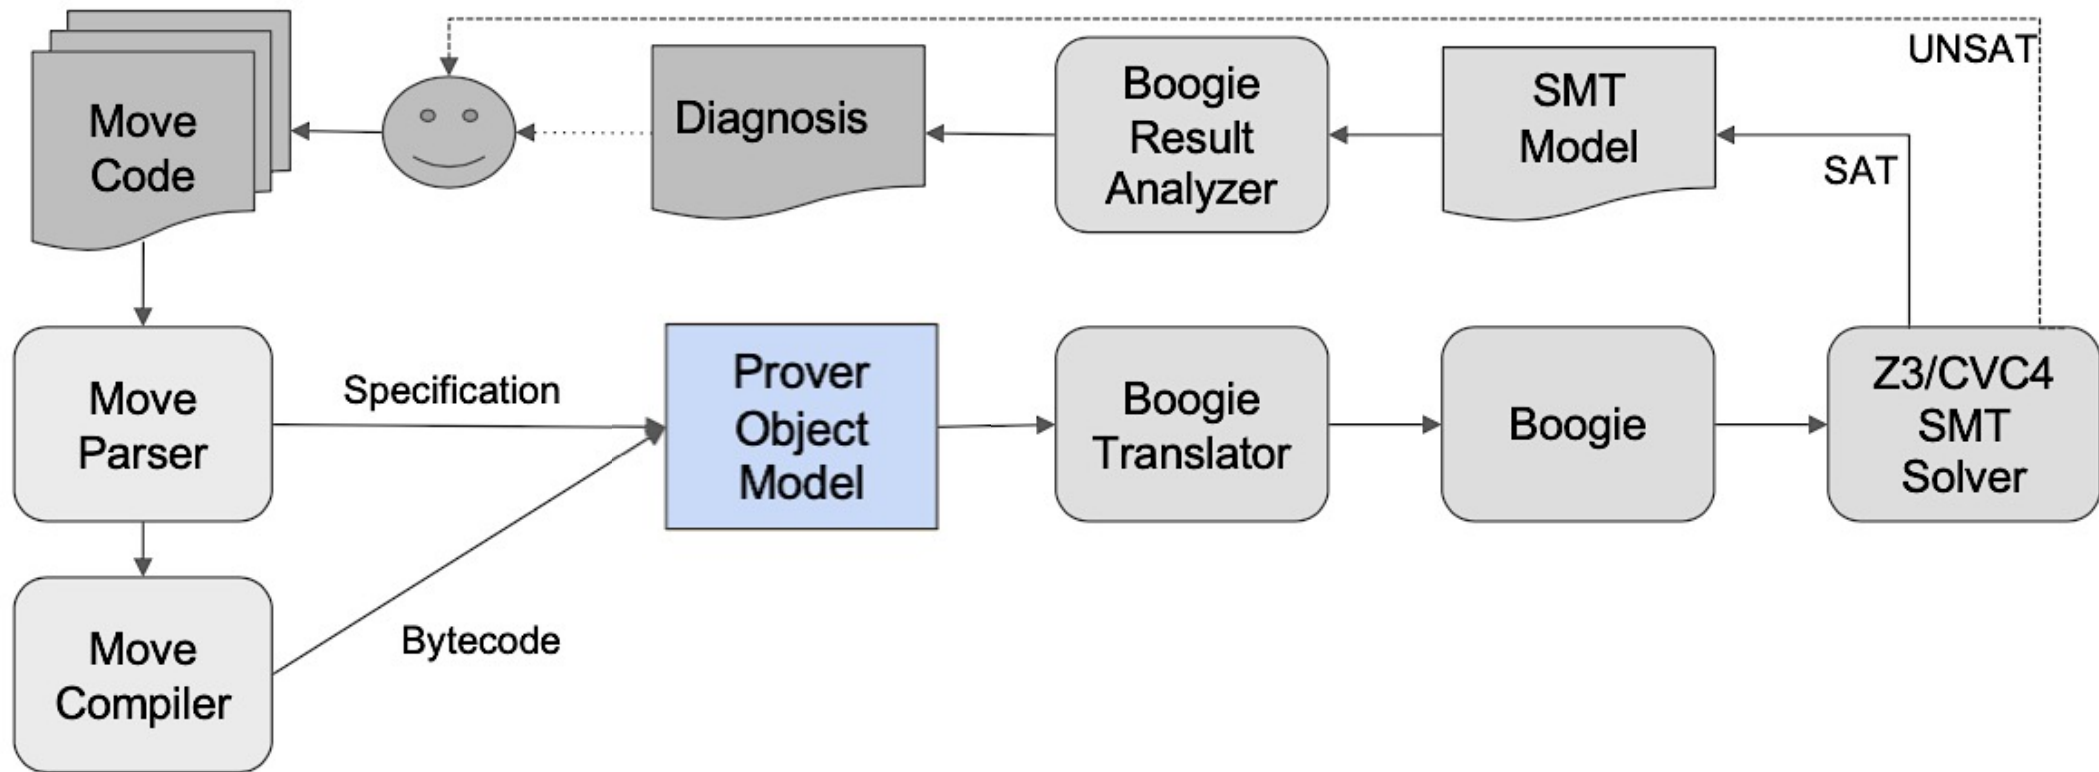 UNSAT
Move
Code
Diagnosis
Boogie
Result
Analyzer
SMT
Model
SAT
Move
Parser
Specification
Prover
Object
Model
Boogie
Translator
Boogie
Z3/CVC4
SMT
Solver
Move
Compiler
Bytecode